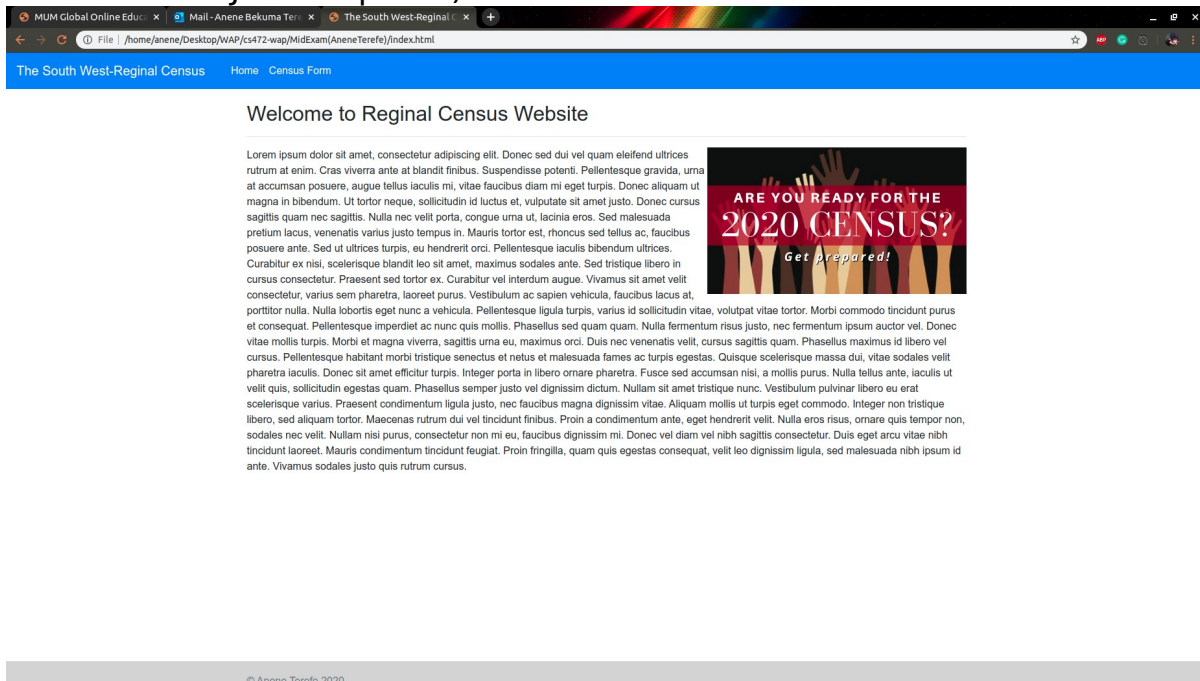 MUM Global Online Educa
Mail - Anene Bekuma Tere
The South West-Reginal C
File /home/anene/Desktop/WAP/cs472-wap/MidExam(AneneTerefe)/index.html
ABP
The South West-Reginal Census Home Census Form
Welcome to Reginal Census Website
Lorem ipsum dolor sit amet, consectetur adipiscing elit. Donec sed dui vel quam eleifend ultrices
rutrum at enim. Cras viverra ante at blandit finibus. Suspendisse potenti. Pellentesque gravida, urna
at accumsan posuere, augue tellus iaculis mi, vitae faucibus diam mi eget turpis. Donec aliquam ut
magna in bibendum. Ut tortor neque, sollicitudin id luctus et, vulputate sit amet justo. Donec cursus
sagittis quam nec sagittis. Nulla nec velit porta, congue urna ut, lacinia eros. Sed malesuada
pretium lacus, venenatis varius justo tempus in. Mauris tortor est, rhoncus sed tellus ac, faucibus
posuere ante. Sed ut ultrices turpis, eu hendrerit orci. Pellentesque iaculis bibendum ultrices.
Curabitur ex nisi, scelerisque blandit leo sit amet, maximus sodales ante. Sed tristique libero in
cursus consectetur. Praesent sed tortor ex. Curabitur vel interdum augue. Vivamus sit amet velit
consectetur, varius sem pharetra, laoreet purus. Vestibulum ac sapien vehicula, faucibus lacus at,
ARE YOU READY FOR THE
2020 CENSUS?
Get prepared!
porttitor nulla. Nulla lobortis eget nunc a vehicula. Pellentesque ligula turpis, varius id sollicitudin vitae, volutpat vitae tortor. Morbi commodo tincidunt purus
et consequat. Pellentesque imperdiet ac nunc quis mollis. Phasellus sed quam quam. Nulla fermentum risus justo, nec fermentum ipsum auctor vel. Donec
vitae mollis turpis. Morbi et magna viverra, sagittis urna eu, maximus orci. Duis nec venenatis velit, cursus sagittis quam. Phasellus maximus id libero vel
cursus. Pellentesque habitant morbi tristique senectus et netus et malesuada fames ac turpis egestas. Quisque scelerisque massa dui, vitae sodales velit
pharetra iaculis. Donec sit amet efficitur turpis. Integer porta in libero ornare pharetra. Fusce sed accumsan nisi, a mollis purus. Nulla tellus ante, iaculis ut
velit quis, sollicitudin egestas quam. Phasellus semper justo vel dignissim dictum. Nullam sit amet tristique nunc. Vestibulum pulvinar libero eu erat
scelerisque varius. Praesent condimentum ligula justo, nec faucibus magna dignissim vitae. Aliquam mollis ut turpis eget commodo. Integer non tristique
libero, sed aliquam tortor. Maecenas rutrum dui vel tincidunt finibus. Proin a condimentum ante, eget hendrerit velit. Nulla eros risus, ornare quis tempor non,
sodales nec velit. Nullam nisi purus, consectetur non mi eu, faucibus dignissim mi. Donec vel diam vel nibh sagittis consectetur. Duis eget arcu vitae nibh
tincidunt laoreet. Mauris condimentum tincidunt feugiat. Proin fringilla, quam quis egestas consequat, velit leo dignissim ligula, sed malesuada nibh ipsum id
ante. Vivamus sodales justo quis rutrum cursus.
© Anene Terefe 2020